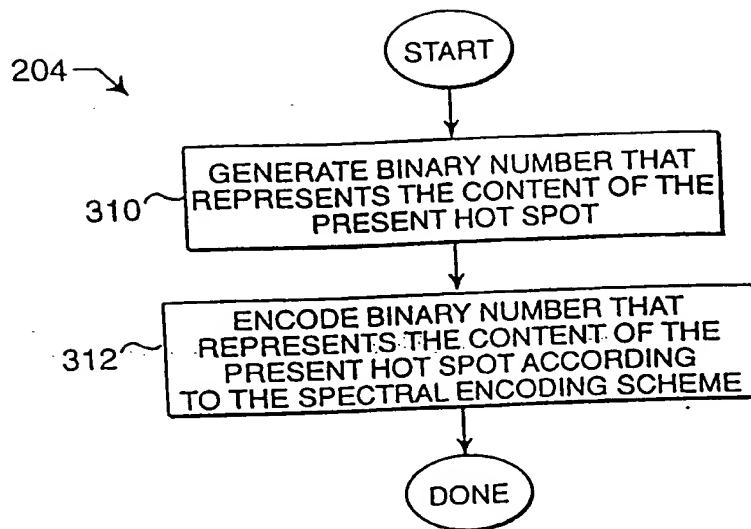 START
204
GENERATE BINARY NUMBER THAT
REPRESENTS THE CONTENT OF THE
PRESENT HOT SPOT.
310
ENCODE BINARY NUMBER THAT
REPRESENTS THE CONTENT OF THE
PRESENT HOT SPOT ACCORDING
TO THE SPECTRAL ENCODING SCHEME
312
DONE